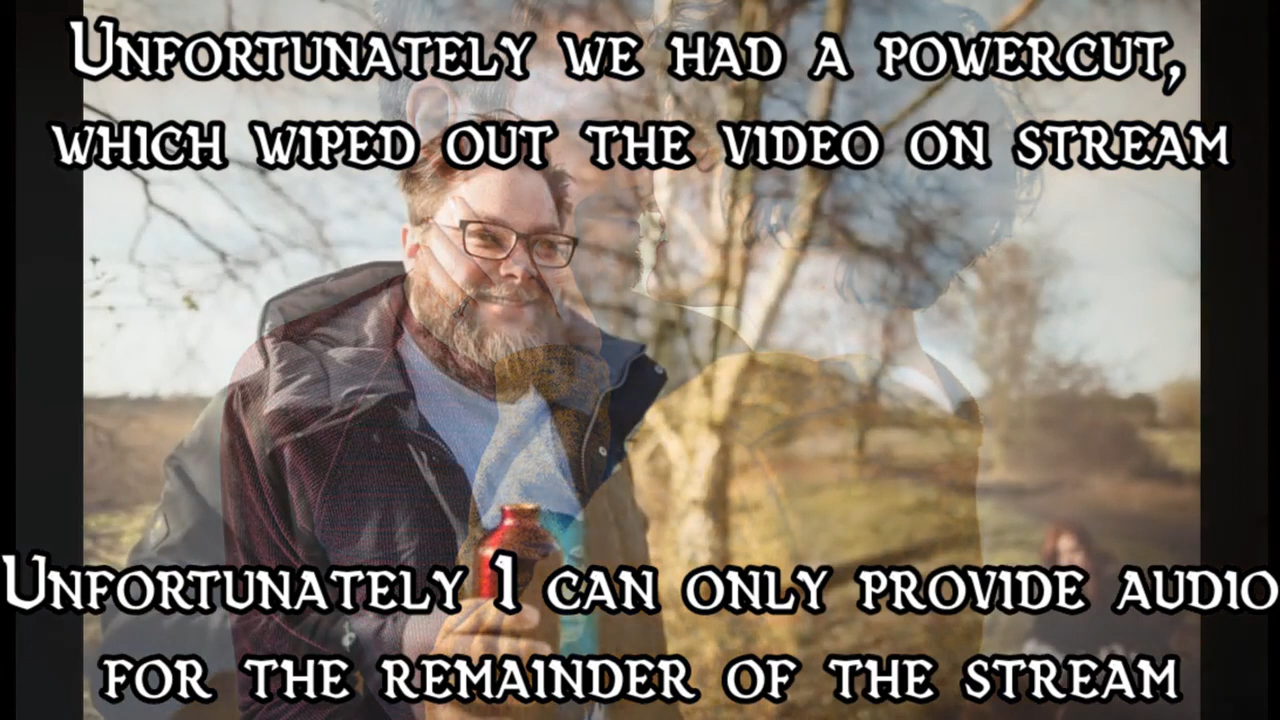 Unfortunately we had a powercut,
which wiped out the video on stream
Unfortunately I can only provide audio
for the remainder of the stream